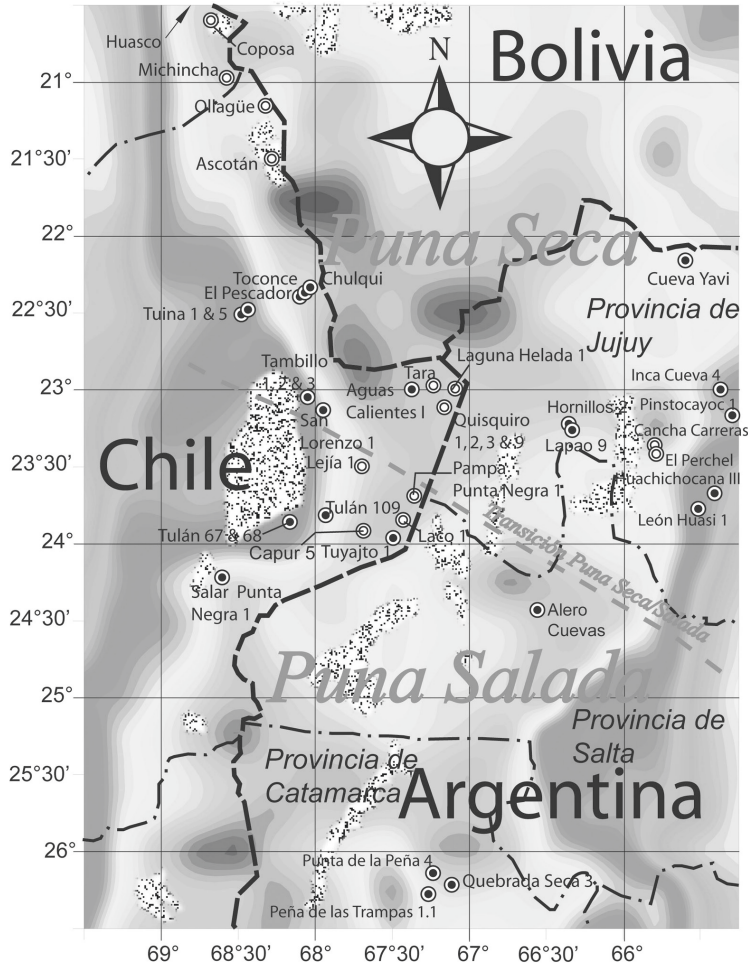 Huasco
Coposa
N
Bolivia
21°
Michincha
Ollagüe
21°30'
Ascotán
22°
Puna Seca
Toconce
Chulqui
Cueva Yavi
El Pescador
22°30'
Tuina 1 & 5
Provincia de
Jujuy
Laguna Helada 1
Tambillo
1, 2 & 3
Tara
Inca Cueva 4
23°
Aguas
Calientes I
Pinstocayoc 1
Hornillos 2
San
Lorenzo 1
Quisquiro
1, 2, 3 & 9
Cancha Carreras
Lapao 9
Chile
Lejía 1
El Perchel
23°30'
Pampa
Punta Negra 1
Huachichocana III
Tulán 109
Transición Puna Seca/Salada
León Huasi 1
Tulán 67 & 68
Laco 1
24°
Capur 5
Tuyajto 1
Salar Punta
Negra 1
24°30'
Alero
Cuevas
Puna Salada
25°
Provincia de
Salta
Provincia de
Catamarca
25°30'
Argentina
26°
Punta de la Peña 4
Quebrada Seca 3
Peña de las Trampas 1.1
69°
68°30'
68°
67°30'
67°
66°30'
66°